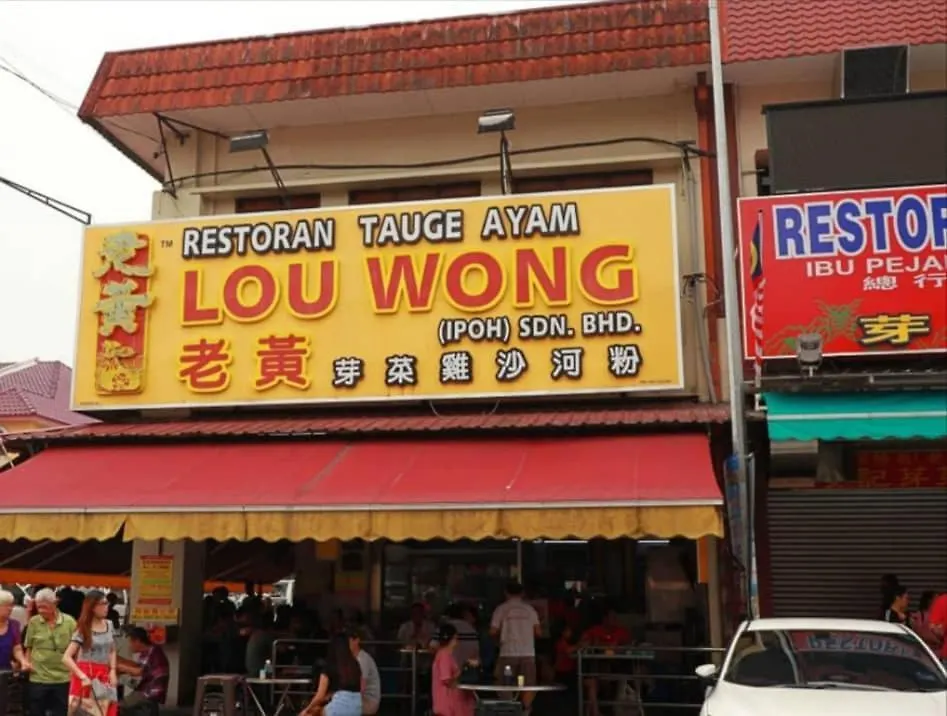 老黃
™ RESTORAN TAUGE AYAM
LOU WONG
(IPOH) SDN. BHD.
老黃 芽菜雞沙河粉
RESTOR
IBU PEJA
總行
芽